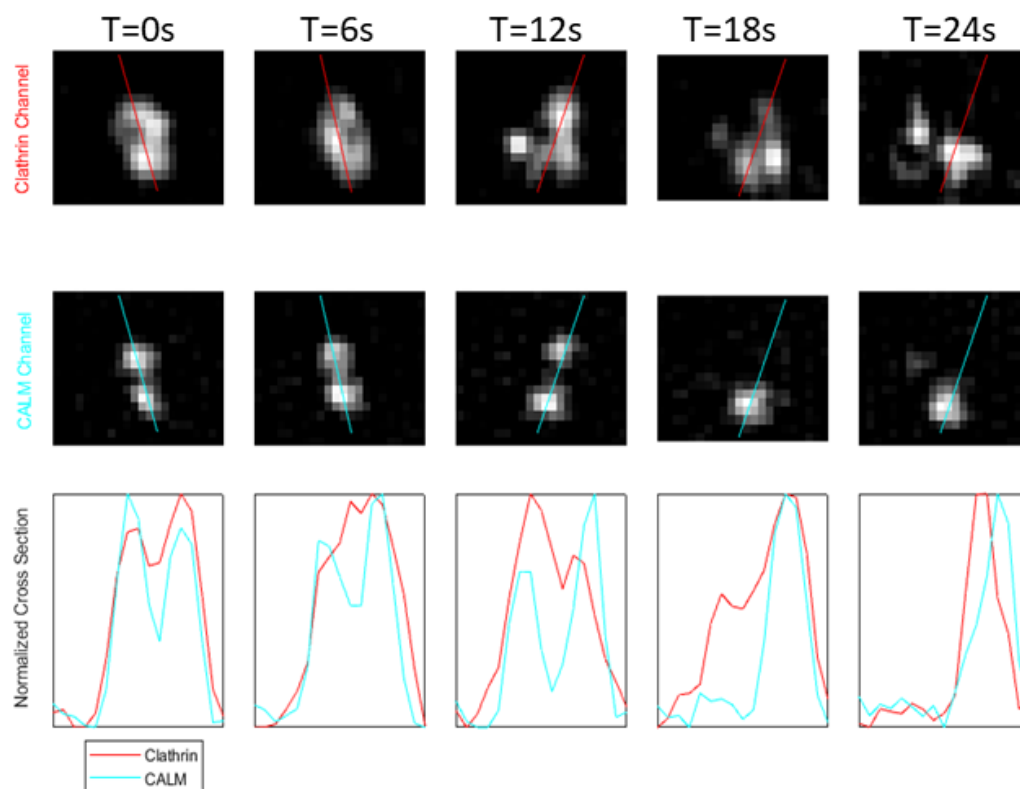 T=0s T=6s T=12s T=18s T=24s
Clathrin Channel
CALM Channel
Normalized Cross Section
Clathrin
CALM